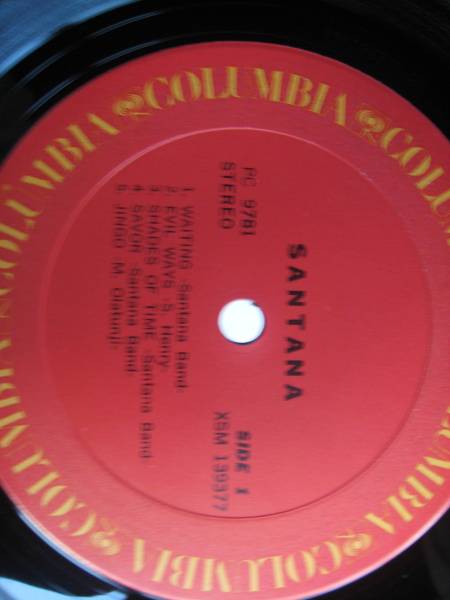 COLUMBIA
COLUMBIA
COLUMBIA
COLUMBIA
SANTANA
PC 9781
STEREO
SIDE 1
XSM 139377
1. WAITING -Santana Band-
2. EVIL WAYS -S. Henry-
3. SHADES OF TIME -Santana Band-
4. SAVOR -Santana Band-
5. JINGO -M. Olatunji-